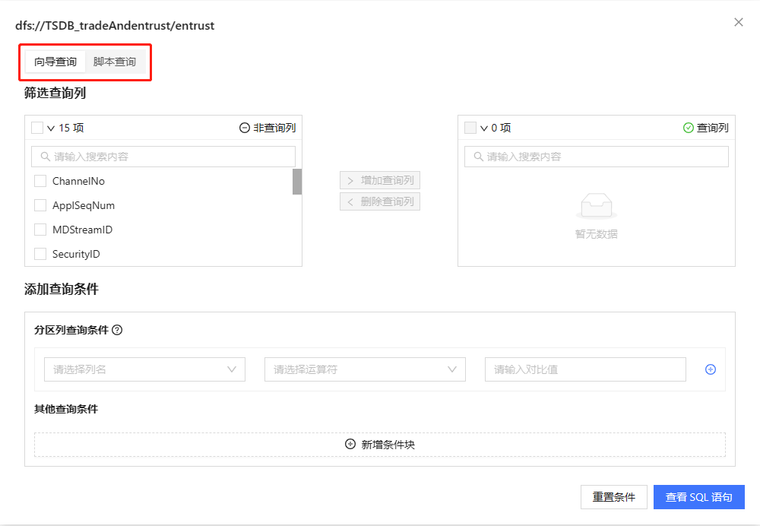 dfs://TSDB_tradeAndentrust/entrust
向导查询 脚本查询
筛选查询列
15 项 非查询列
请输入搜索内容
ChannelNo
ApplSeqNum
MDStreamID
SecurityID
增加查询列
删除查询列
0 项 查询列
请输入搜索内容
暂无数据
添加查询条件
分区列查询条件
请选择列名 请选择运算符 请输入对比值
其他查询条件
新增条件块
重置条件 查看 SQL 语句